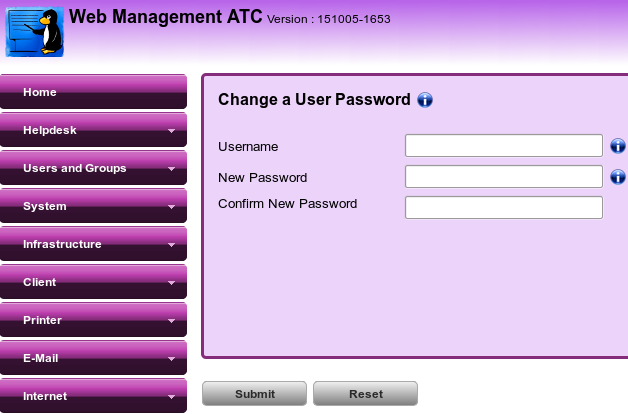 Web Management ATC Version : 151005-1653
Home
Helpdesk
Users and Groups
System
Infrastructure
Client
Printer
E-Mail
Internet
Change a User Password
Username
New Password
Confirm New Password
Submit Reset